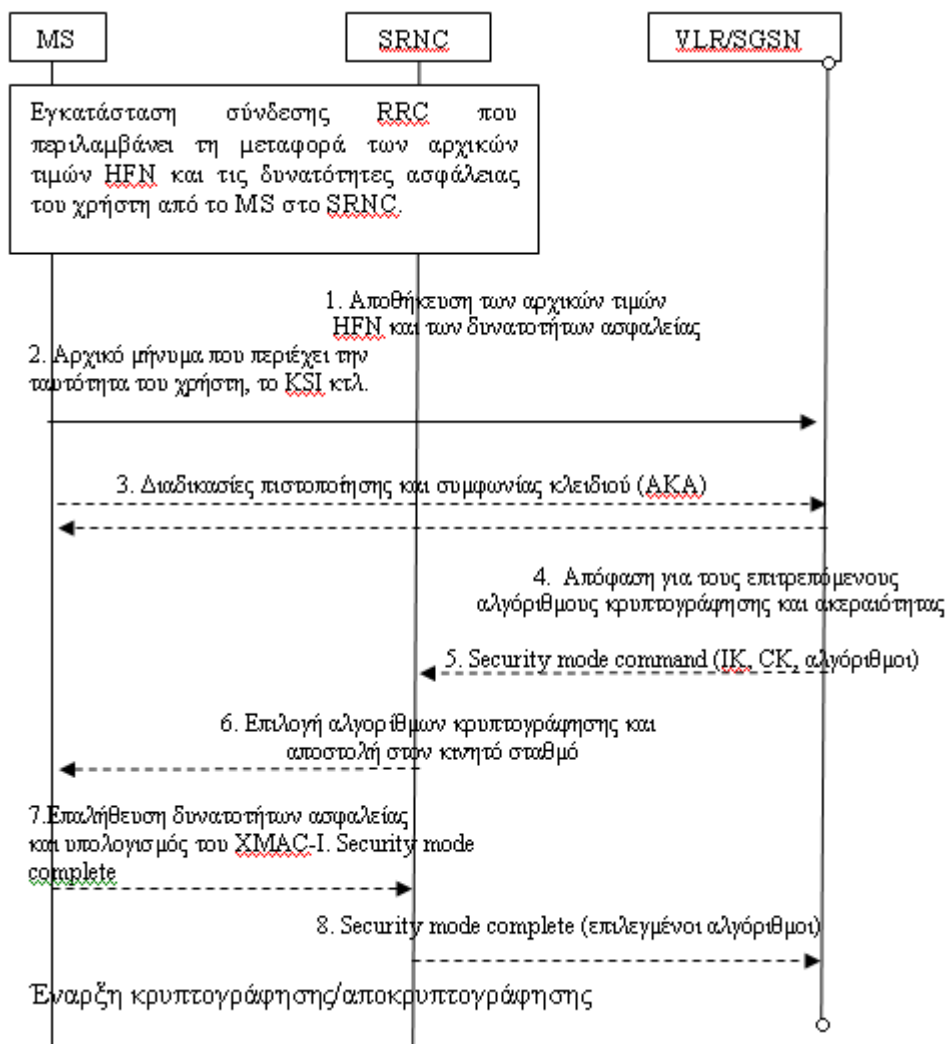 MS
SRNC
VLR/SGSN
Εγκατάσταση σύνδεσης RRC που
περιλαμβάνει τη μεταφορά των αρχικών
τιμών HFN και τις δυνατότητες ασφάλειας
του χρήστη από το MS στο SRNC.
1. Αποθήκευση των αρχικών τιμών
HFN και των δυνατοτήτων ασφαλείας
2. Αρχικό μήνυμα που περιέχει την
ταυτότητα του χρήστη, το KSI κτλ.
3. Διαδικασίες πιστοποίησης και συμφωνίας κλειδιού (AKA)
4. Απόφαση για τους επιτρεπόμενους
αλγόριθμους κρυπτογράφησης και ακεραιότητας
5. Security mode command (IK, CK, αλγόριθμοι)
6. Επιλογή αλγορίθμων κρυπτογράφησης και
αποστολή στον κινητό σταθμό
7.Επαλήθευση δυνατοτήτων ασφαλείας
και υπολογισμός του XMAC-I. Security mode
complete
8. Security mode complete (επιλεγμένοι αλγόριθμοι)
Έναρξη κρυπτογράφησης/αποκρυπτογράφησης